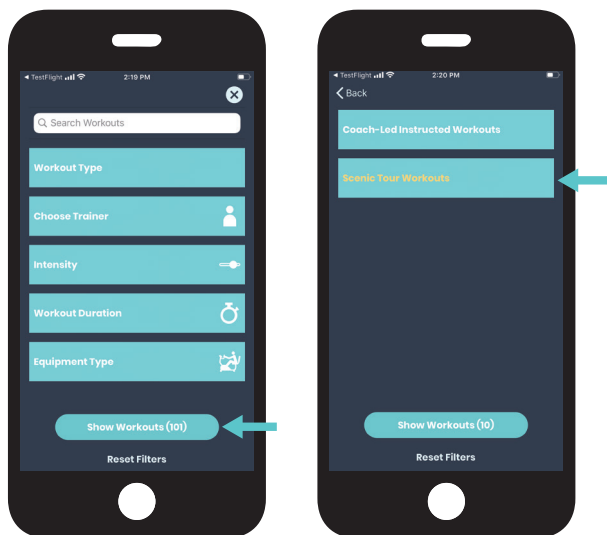 TestFlight 2:19 PM
Search Workouts
Workout Type
Choose Trainer
Intensity
Workout Duration
Equipment Type
Show Workouts (101)
Reset Filters
TestFlight 2:20 PM
Back
Coach-Led Instructed Workouts
Scenic Tour Workouts
Show Workouts (10)
Reset Filters